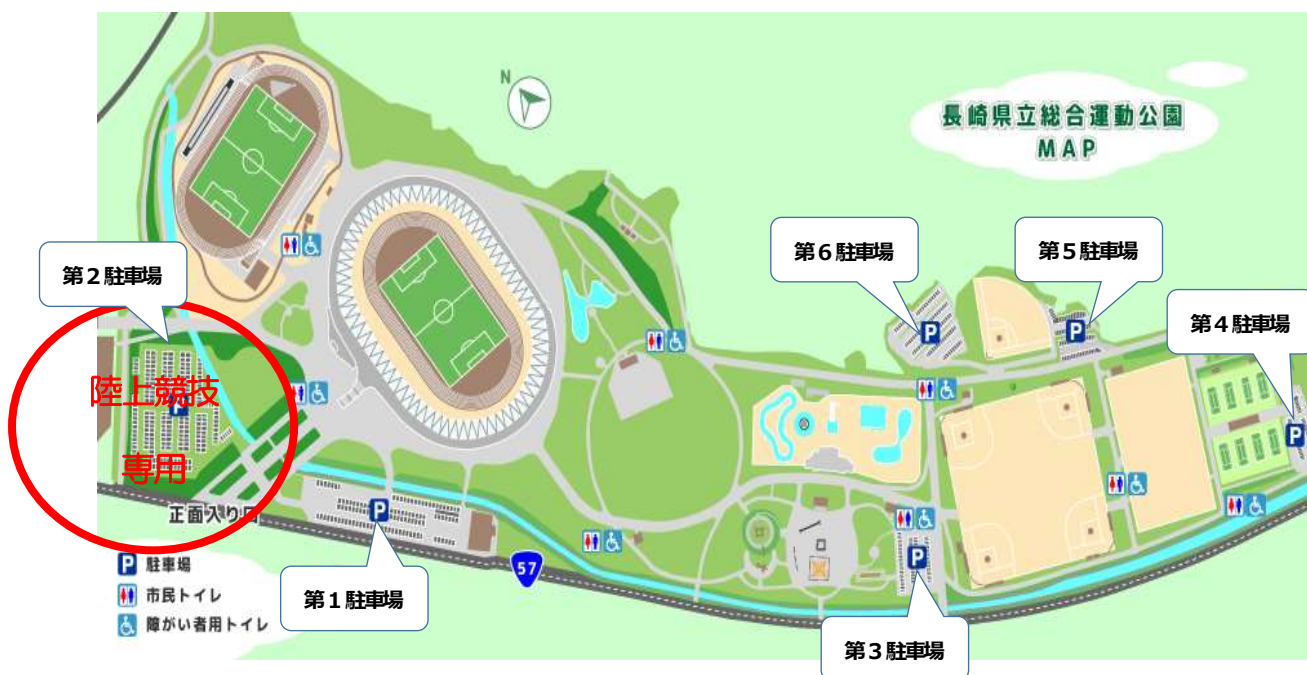 N
長崎県立総合運動公園
MAP
第6駐車場
第5駐車場
第2駐車場
第4駐車場
陸上競技
専用
P
P
P
P
P
P
正面入り口
57
P 駐車場
市民トイレ
障がい者用トイレ
第1駐車場
第3駐車場